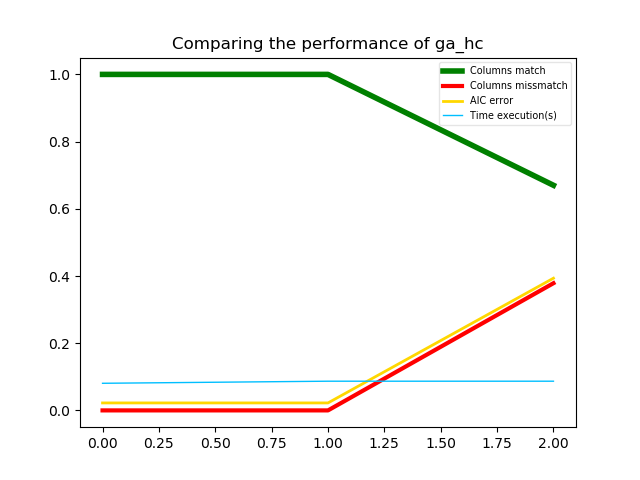 Comparing the performance of ga_hc
Columns match
Columns missmatch
AIC error
Time execution(s)
1.0
0.8
0.6
0.4
0.2
0.0
0.00 0.25 0.50 0.75 1.00 1.25 1.50 1.75 2.00